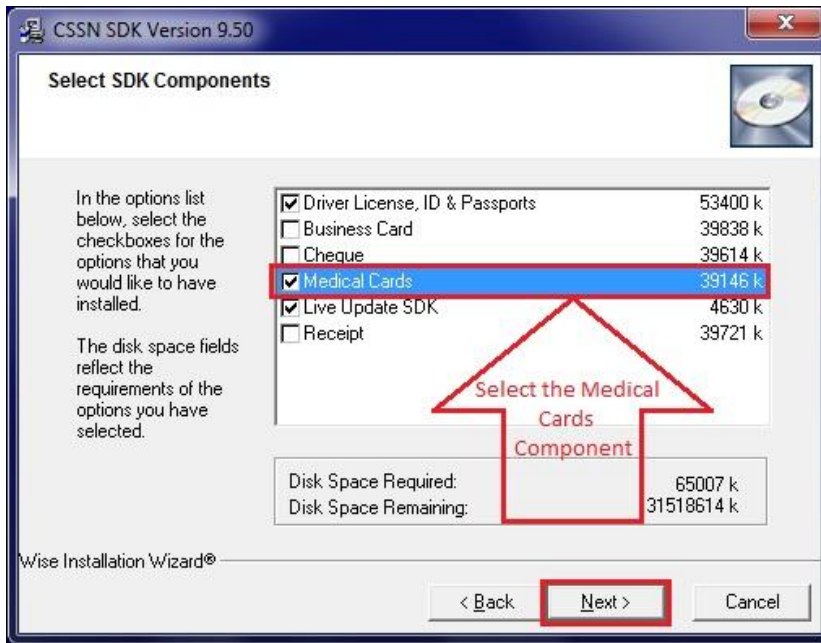 CSSN SDK Version 9.50
Select SDK Components
In the options list
below, select the
checkboxes for the
options that you
would like to have
installed.
The disk space fields
reflect the
requirements of the
options you have
selected.
Driver License, ID & Passports 53400 k
Business Card 39838 k
Cheque 39614 k
Medical Cards 39146 k
Live Update SDK 4630 k
Receipt 39721 k
Select the Medical
Cards
Component
Disk Space Required: 65007 k
Disk Space Remaining: 31518614 k
Wise Installation Wizard®
< Back Next > Cancel